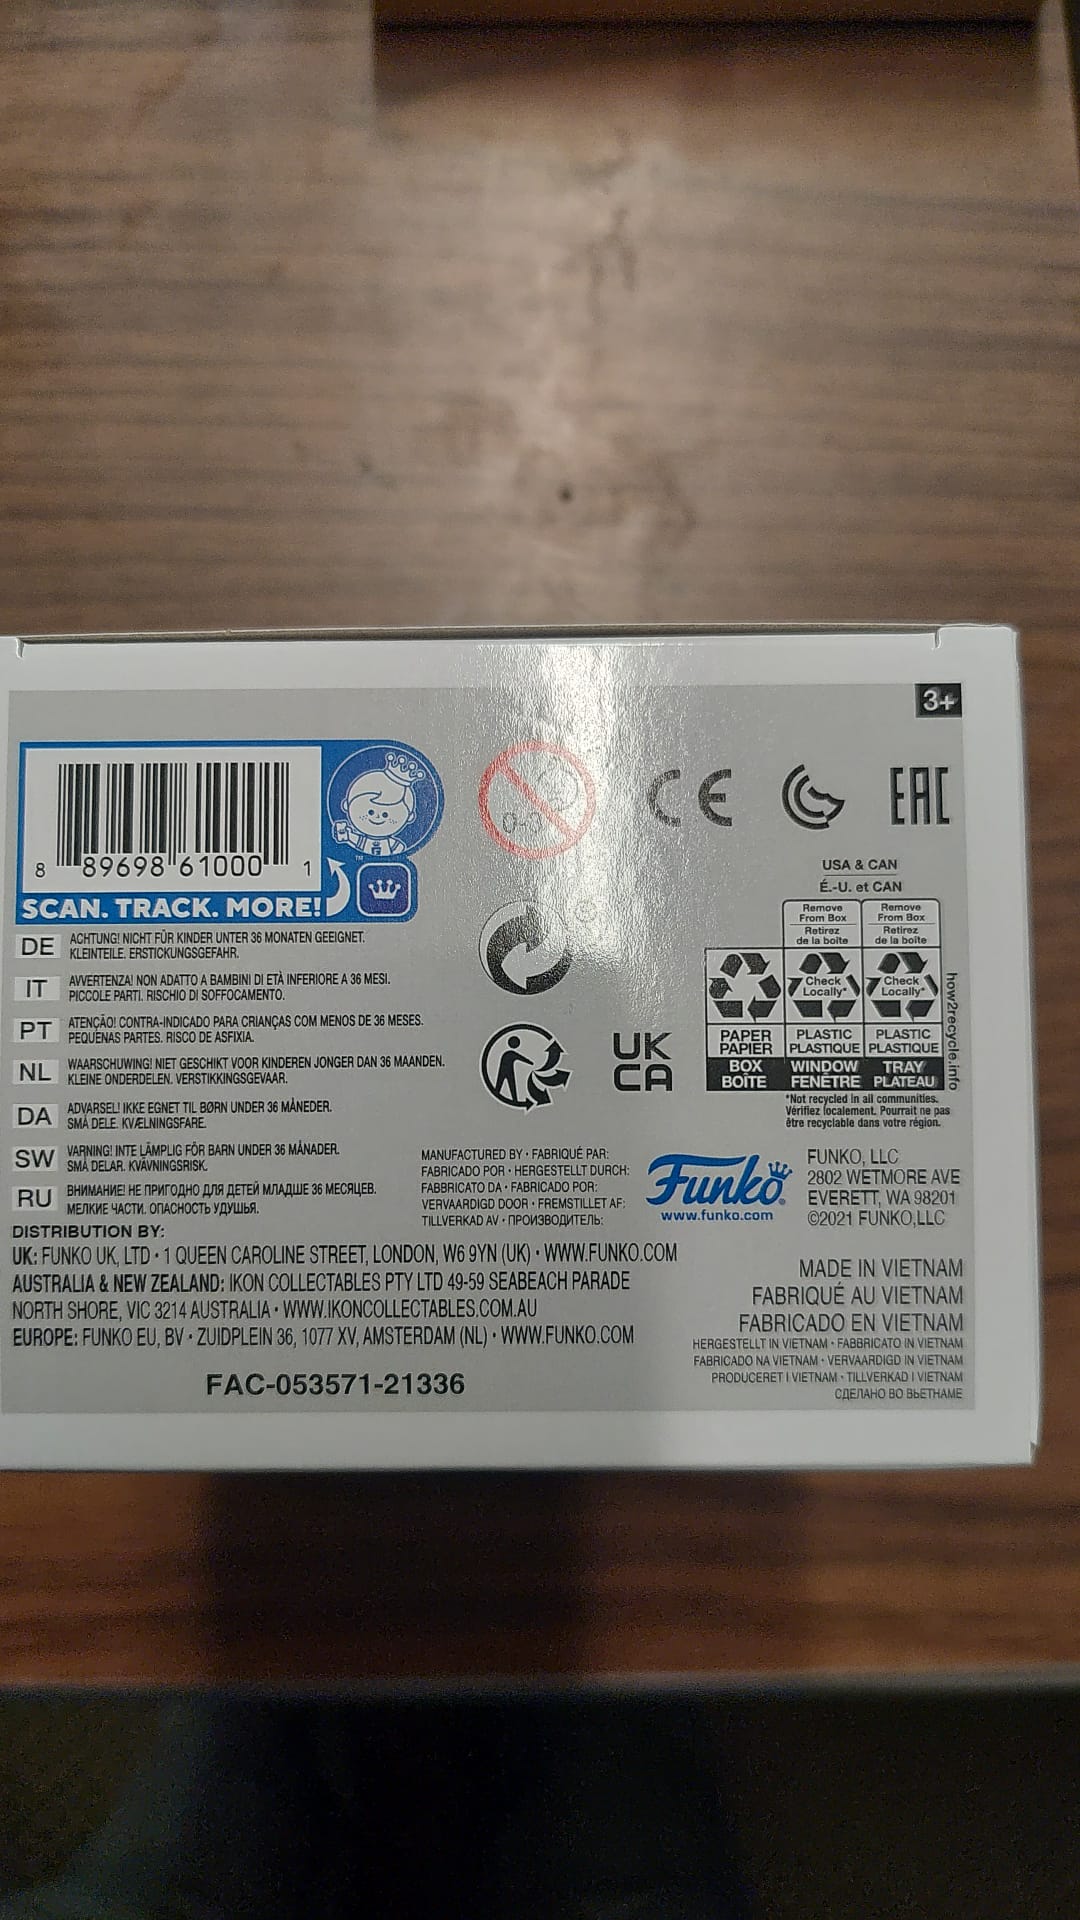 3+
8 89698 61000 1
SCAN. TRACK. MORE!
TM
0-3
CE
EAC
USA & CAN
É.-U. et CAN
Remove From Box
Retirez de la boîte
Remove From Box
Retirez de la boîte
Check Locally*
Check Locally*
PAPER PAPIER
PLASTIC PLASTIQUE
PLASTIC PLASTIQUE
BOX BOÎTE
WINDOW FENÊTRE
TRAY PLATEAU
how2recycle.info
*Not recycled in all communities.
Vérifiez localement. Pourrait ne pas
être recyclable dans votre région.
DE ACHTUNG! NICHT FÜR KINDER UNTER 36 MONATEN GEEIGNET.
KLEINTEILE. ERSTICKUNGSGEFAHR.
IT AVVERTENZA! NON ADATTO A BAMBINI DI ETÀ INFERIORE A 36 MESI.
PICCOLE PARTI. RISCHIO DI SOFFOCAMENTO.
PT ATENÇÃO! CONTRA-INDICADO PARA CRIANÇAS COM MENOS DE 36 MESES.
PEQUENAS PARTES. RISCO DE ASFIXIA.
NL WAARSCHUWING! NIET GESCHIKT VOOR KINDEREN JONGER DAN 36 MAANDEN.
KLEINE ONDERDELEN. VERSTIKKINGSGEVAAR.
DA ADVARSEL! IKKE EGNET TIL BØRN UNDER 36 MÅNEDER.
SMÅ DELE. KVÆLNINGSFARE.
SW VARNING! INTE LÄMPLIG FÖR BARN UNDER 36 MÅNADER.
SMÅ DELAR. KVÄVNINGSRISK.
RU ВНИМАНИЕ! НЕ ПРИГОДНО ДЛЯ ДЕТЕЙ МЛАДШЕ 36 МЕСЯЦЕВ.
МЕЛКИЕ ЧАСТИ. ОПАСНОСТЬ УДУШЬЯ.
UK
CA
MANUFACTURED BY • FABRIQUÉ PAR:
FABRICADO POR • HERGESTELLT DURCH:
FABBRICATO DA • FABRICADO POR:
VERVAARDIGD DOOR • FREMSTILLET AF:
TILLVERKAD AV • ПРОИЗВОДИТЕЛЬ:
Funko®
www.funko.com
FUNKO, LLC
2802 WETMORE AVE
EVERETT, WA 98201
©2021 FUNKO,LLC
DISTRIBUTION BY:
UK: FUNKO UK, LTD • 1 QUEEN CAROLINE STREET, LONDON, W6 9YN (UK) • WWW.FUNKO.COM
AUSTRALIA & NEW ZEALAND: IKON COLLECTABLES PTY LTD 49-59 SEABEACH PARADE
NORTH SHORE, VIC 3214 AUSTRALIA • WWW.IKONCOLLECTABLES.COM.AU
EUROPE: FUNKO EU, BV • ZUIDPLEIN 36, 1077 XV, AMSTERDAM (NL) • WWW.FUNKO.COM
FAC-053571-21336
MADE IN VIETNAM
FABRIQUÉ AU VIETNAM
FABRICADO EN VIETNAM
HERGESTELLT IN VIETNAM • FABBRICATO IN VIETNAM
FABRICADO NA VIETNAM • VERVAARDIGD IN VIETNAM
PRODUCERET I VIETNAM • TILLVERKAD I VIETNAM
СДЕЛАНО ВО ВЬЕТНАМЕ